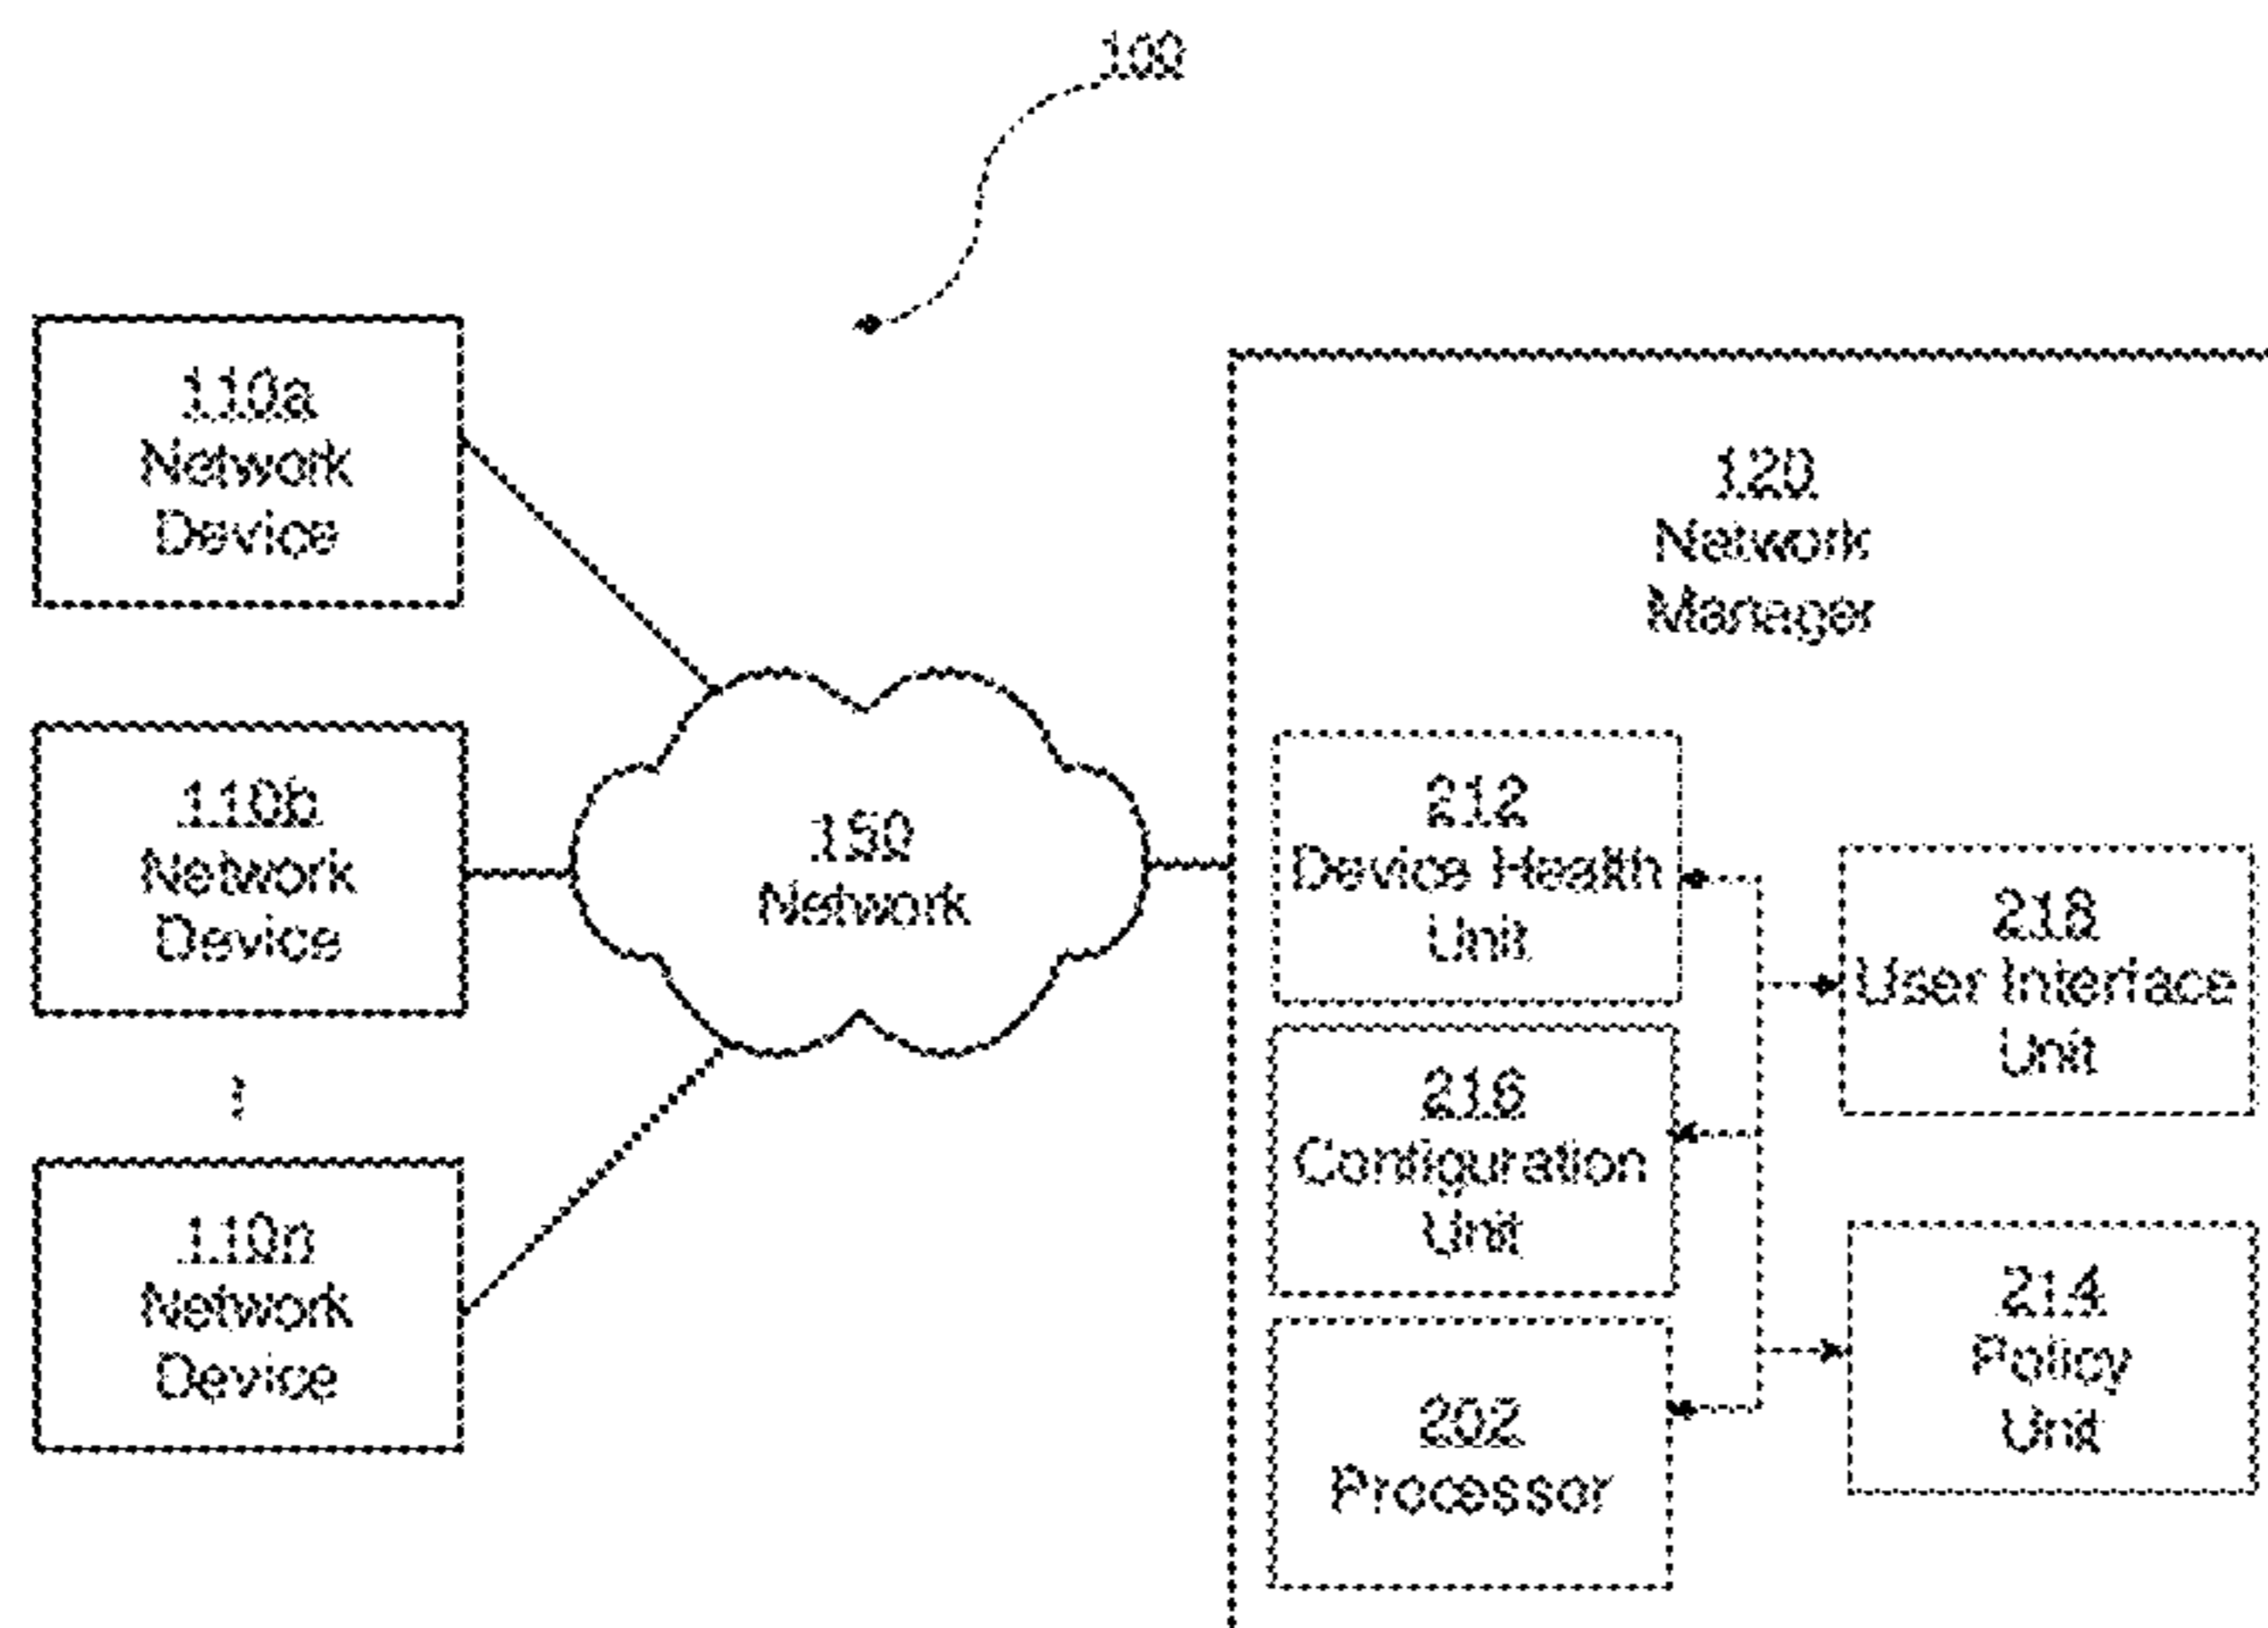 100
110a
Network
Device
110b
Network
Device
110n
Network
Device
150
Network
120
Network
Manager
212
Device Health
Unit
216
Configuration
Unit
202
Processor
218
User Interface
Unit
214
Policy
Unit